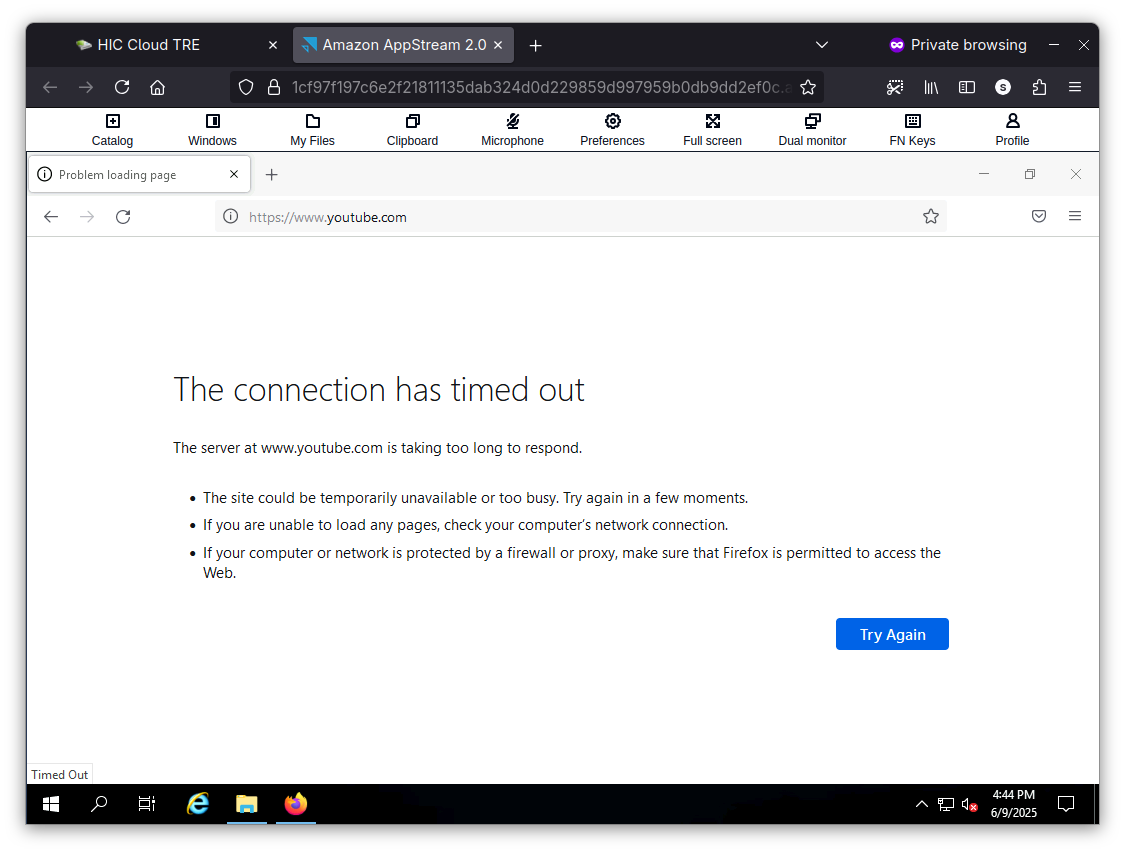 HIC Cloud TRE
Amazon AppStream 2.0
Private browsing
1cf97f197c6e2f21811135dab324d0d229859d997959b0db9dd2ef0c.a
S
Catalog
Windows
My Files
Clipboard
Microphone
Preferences
Full screen
Dual monitor
FN Keys
Profile
Problem loading page
https://www.youtube.com
The connection has timed out
The server at www.youtube.com is taking too long to respond.
The site could be temporarily unavailable or too busy. Try again in a few moments.
If you are unable to load any pages, check your computer's network connection.
If your computer or network is protected by a firewall or proxy, make sure that Firefox is permitted to access the
Web.
Try Again
Timed Out
4:44 PM
6/9/2025